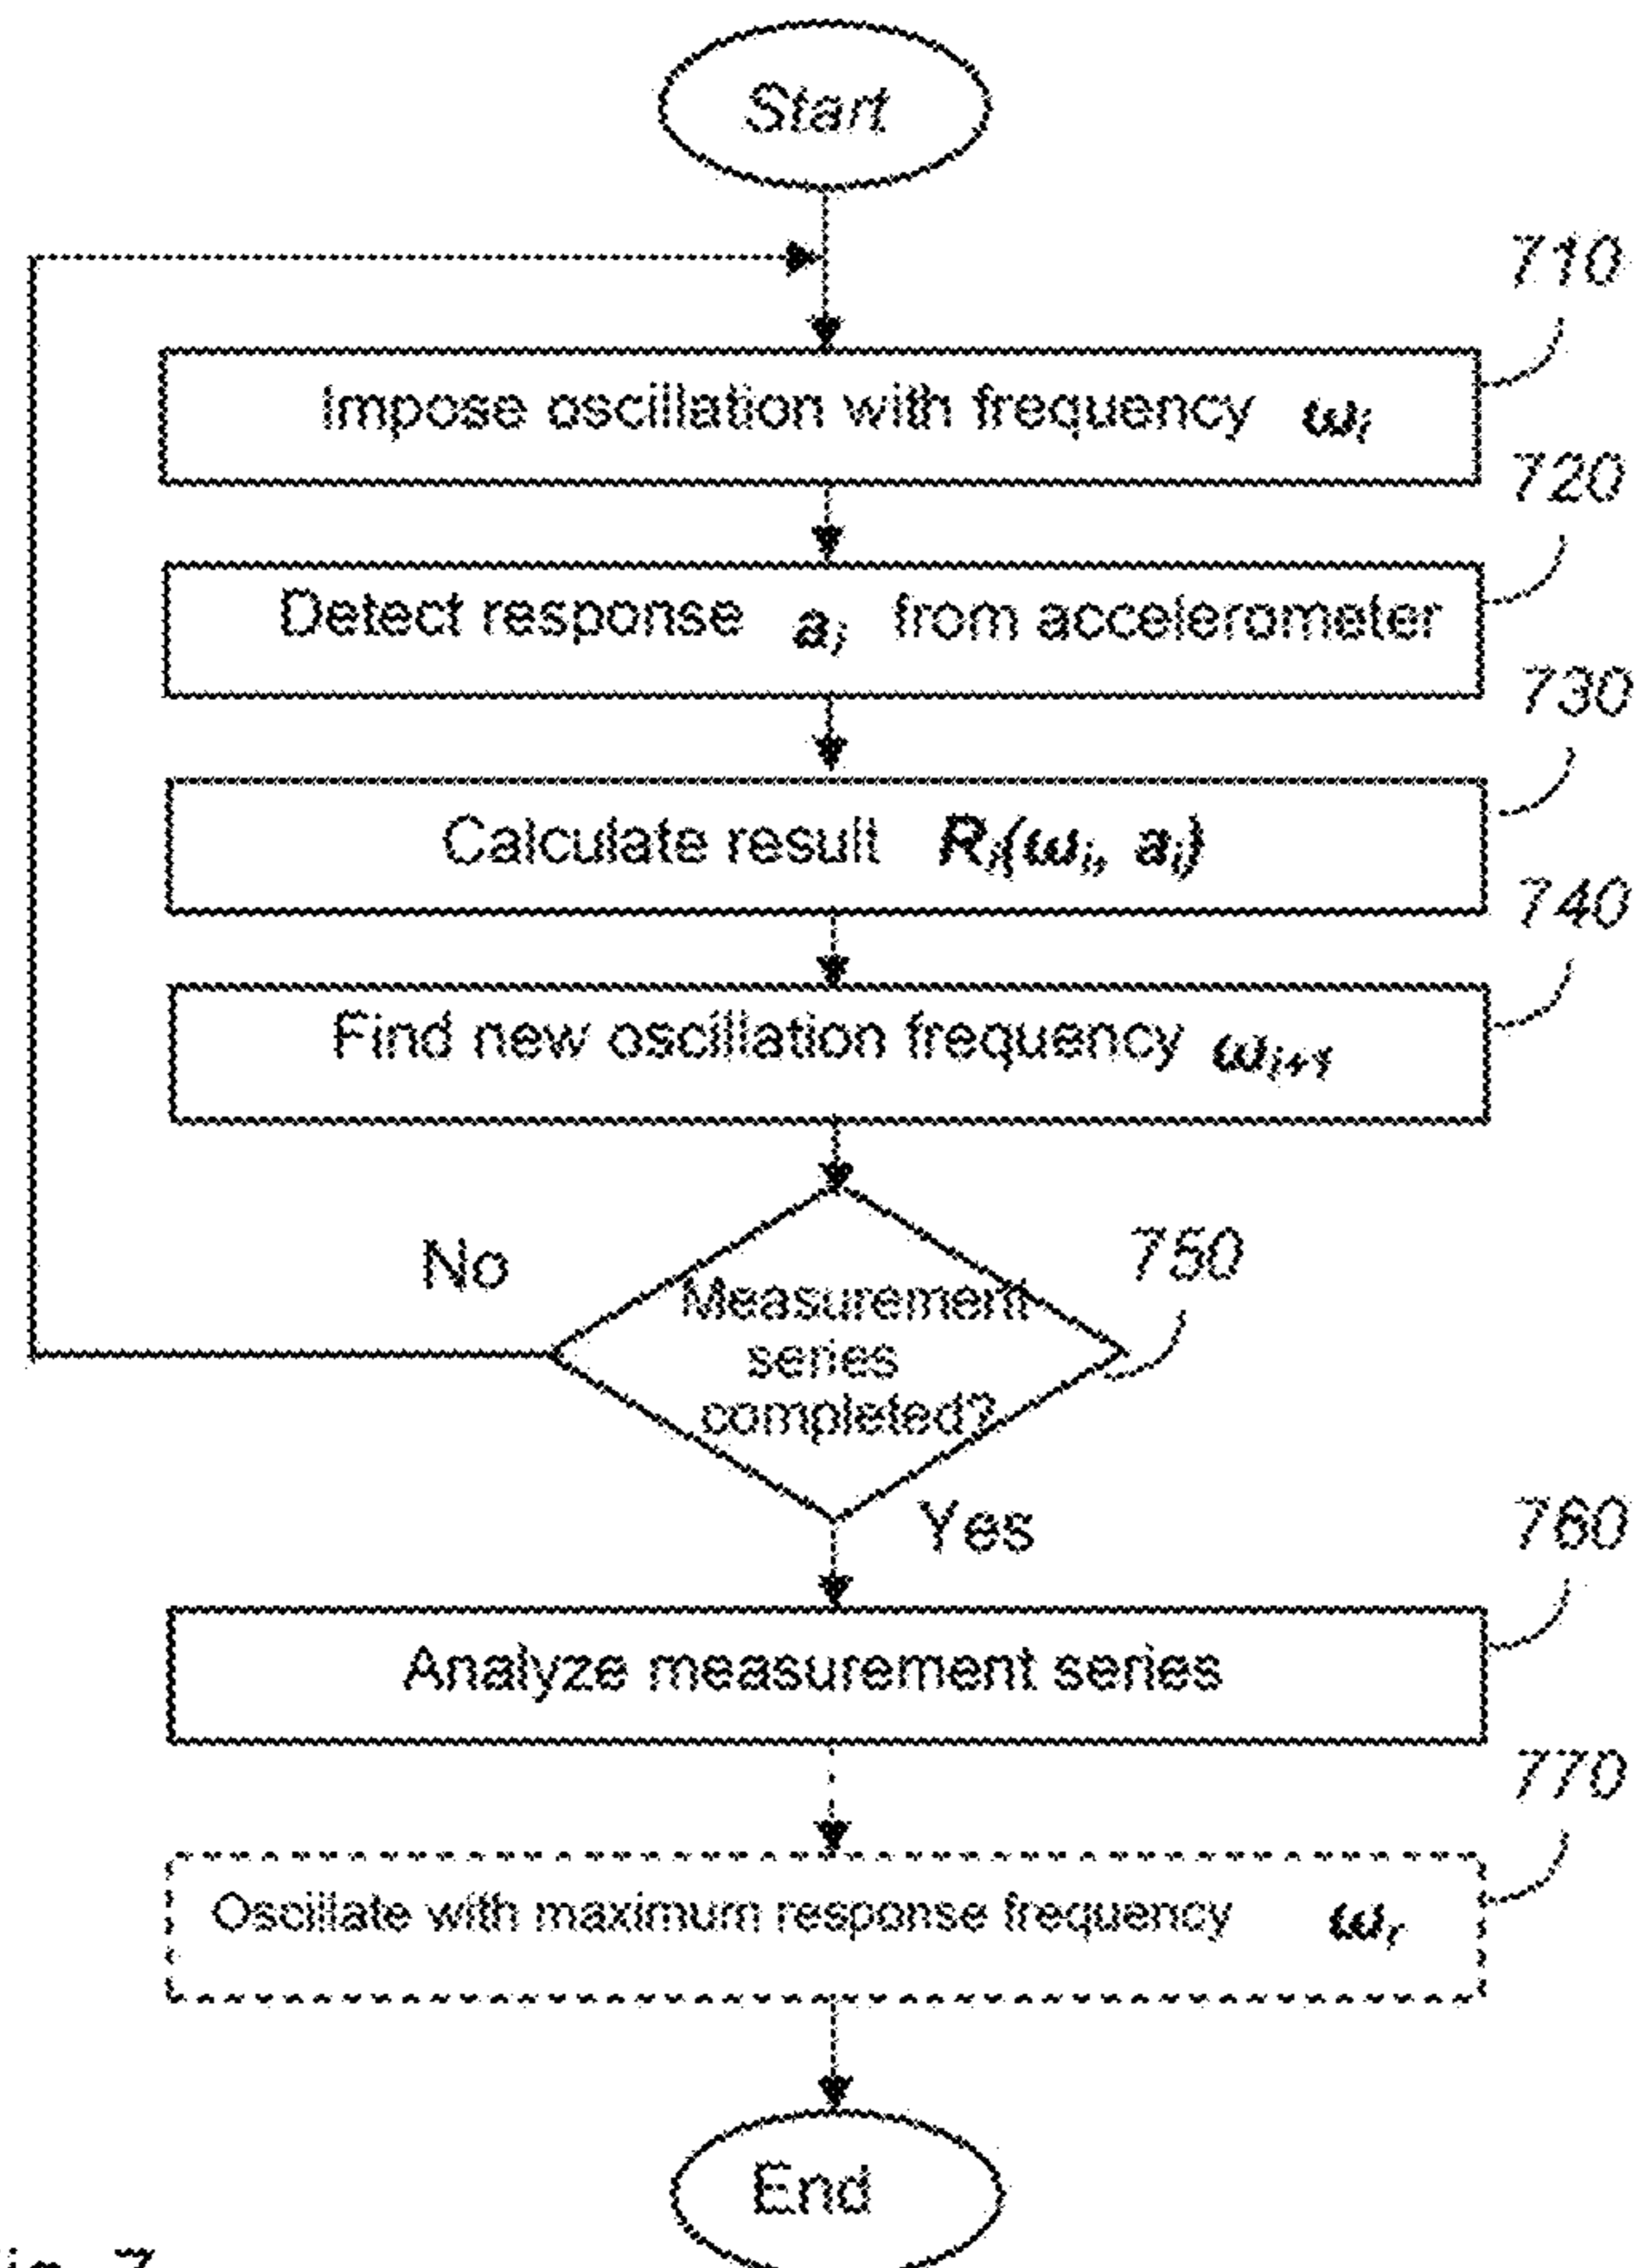 Start
710
Impose oscillation with frequency ωi
720
Detect response ai from accelerometer
730
Calculate result Ri(ωi, ai)
740
Find new oscillation frequency ωi+1
No
750
Measurement
series
completed?
Yes
760
Analyze measurement series
770
Oscillate with maximum response frequency ωr
End
7